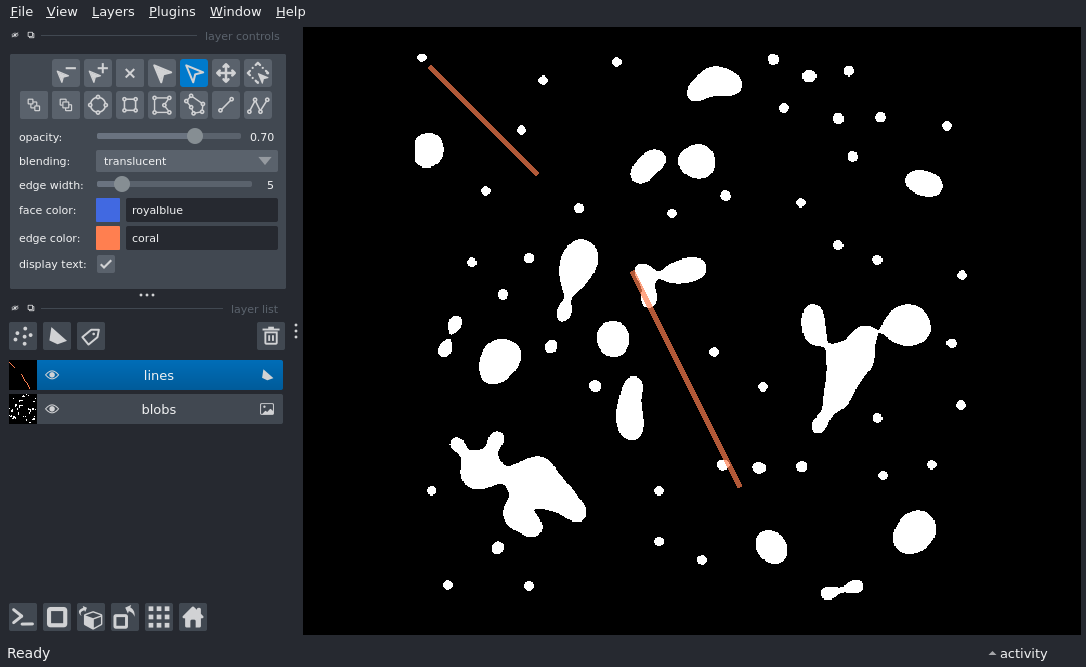 File View Layers Plugins Window Help
layer controls
opacity: 0.70
blending: translucent
edge width: 5
face color: royalblue
edge color: coral
display text:
layer list
lines
blobs
Ready activity